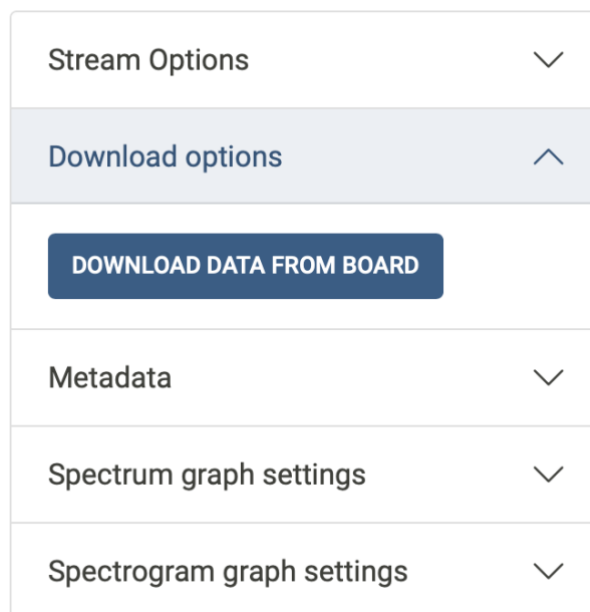 Stream Options
Download options
DOWNLOAD DATA FROM BOARD
Metadata
Spectrum graph settings
Spectrogram graph settings